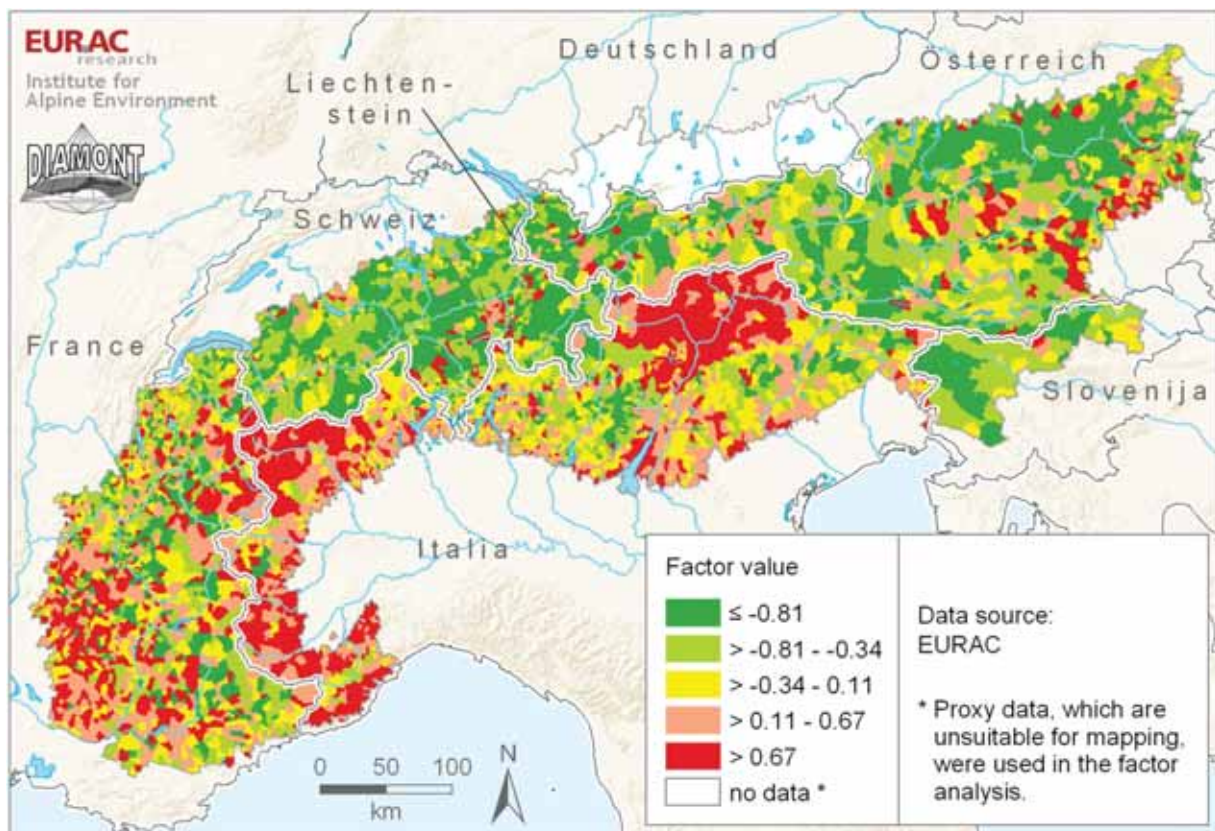 EURAC
research
Institute for
Alpine Environment
DIAMONT
Deutschland
Österreich
Liechten-
stein
Schweiz
France
Slovenija
Italia
0 50 100
km
N
Factor value
≤ -0.81
> -0.81 - -0.34
> -0.34 - 0.11
> 0.11 - 0.67
> 0.67
no data *
Data source:
EURAC
* Proxy data, which are
unsuitable for mapping,
were used in the factor
analysis.